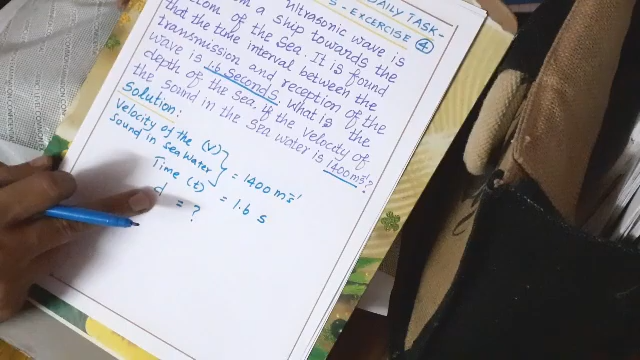 DAILY TASK-
5 - EXCERCISE ④
Ultrasonic wave is
a ship towards the
of the Sea. It is found
that the time interval between the
transmission and reception of the
wave is 1.6 Seconds. What is the
depth of the sea, if the velocity of
the Sound in the Sea water is 1400ms⁻¹?
Solution:
Velocity of the (V)
Sound in sea water } = 1400 ms⁻¹
Time (t) = 1.6 s
d = ?